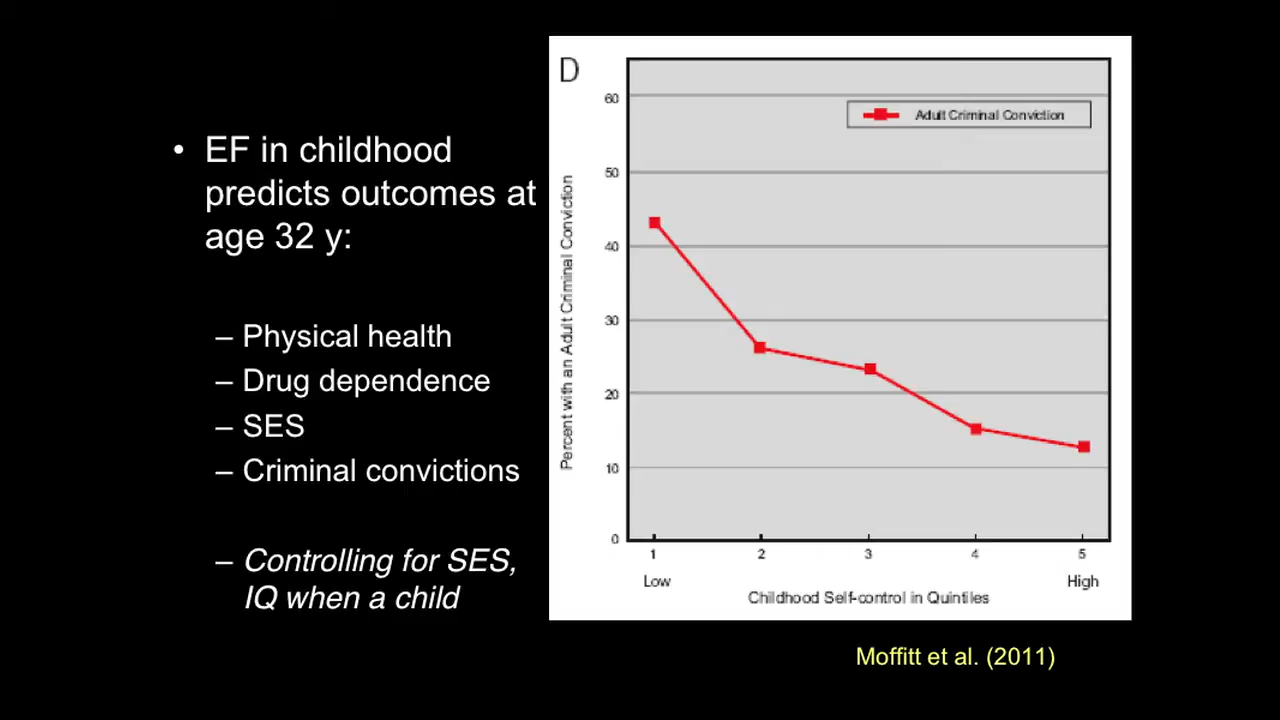 • EF in childhood
predicts outcomes at
age 32 y:
– Physical health
– Drug dependence
– SES
– Criminal convictions
– Controlling for SES,
IQ when a child
D
Adult Criminal Conviction
Percent with an Adult Criminal Conviction
60
50
40
30
20
10
0
1 2 3 4 5
Low High
Childhood Self-control in Quintiles
Moffitt et al. (2011)